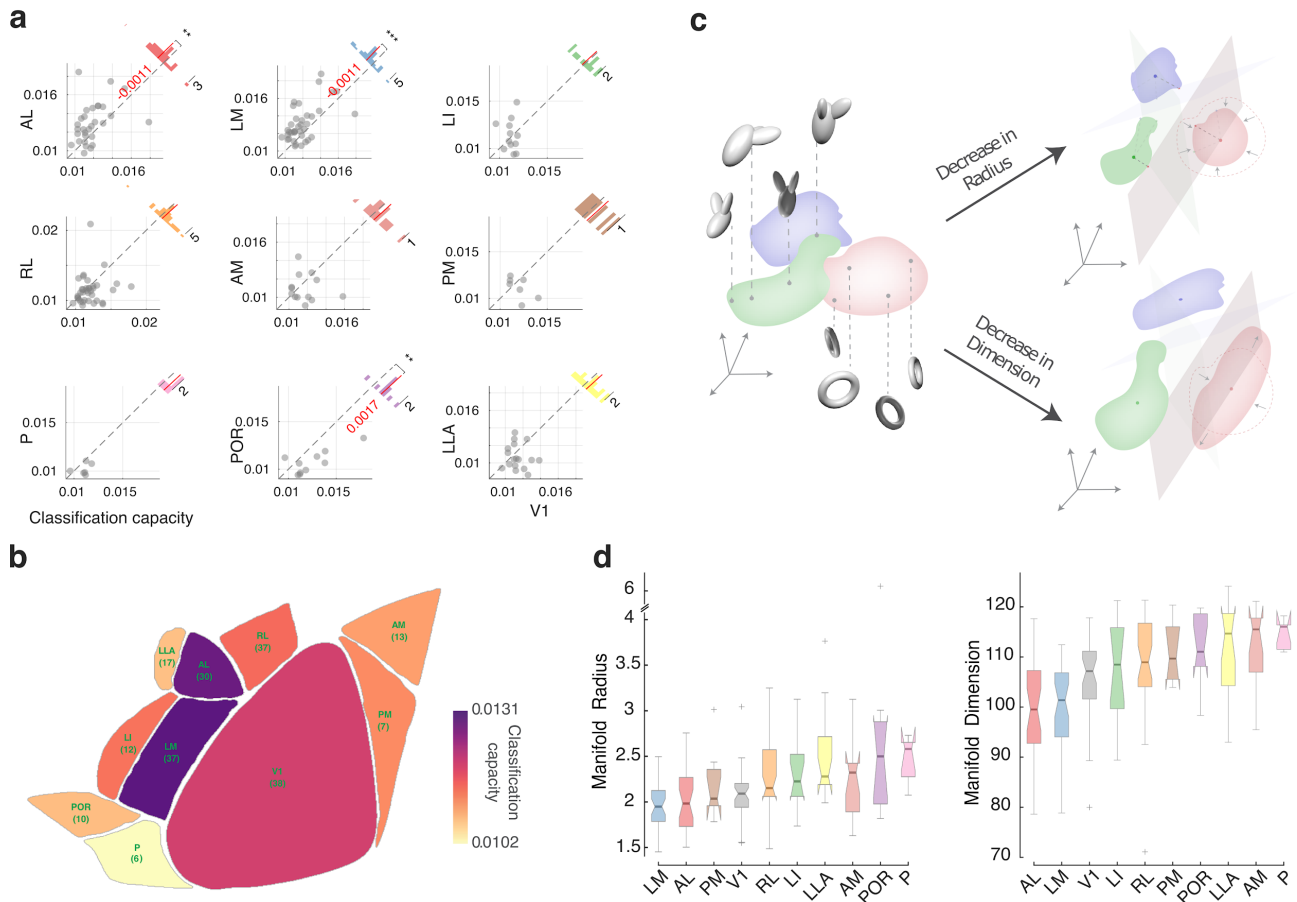 a
**
-0.0011
3
0.016
AL
0.01
0.01
0.016
***
-0.0011
5
0.016
LM
0.01
0.01
0.016
2
0.015
LI
0.01
0.01
0.015
5
0.02
RL
0.01
0.01
0.02
1
0.016
AM
0.01
0.01
0.016
1
0.015
PM
0.01
0.01
0.015
2
0.015
P
0.01
0.01
0.015
*
0.0017
2
0.015
POR
0.01
0.01
0.015
2
0.016
LLA
0.01
0.01
0.016
Classification capacity
V1
b
LLA
(17)
AL
(30)
RL
(37)
AM
(13)
LI
(12)
LM
(37)
V1
PM
(7)
POR
(10)
P
(6)
0.0131
0.0102
Classification
capacity
c
Decrease in
Radius
Decrease in
Dimension
d
Manifold Radius
6
4
3.5
3
2.5
2
1.5
LM AL PM V1 RL LI LLA AM POR P
Manifold Dimension
120
110
100
90
80
70
AL LM V1 LI RL PM POR LLA AM P